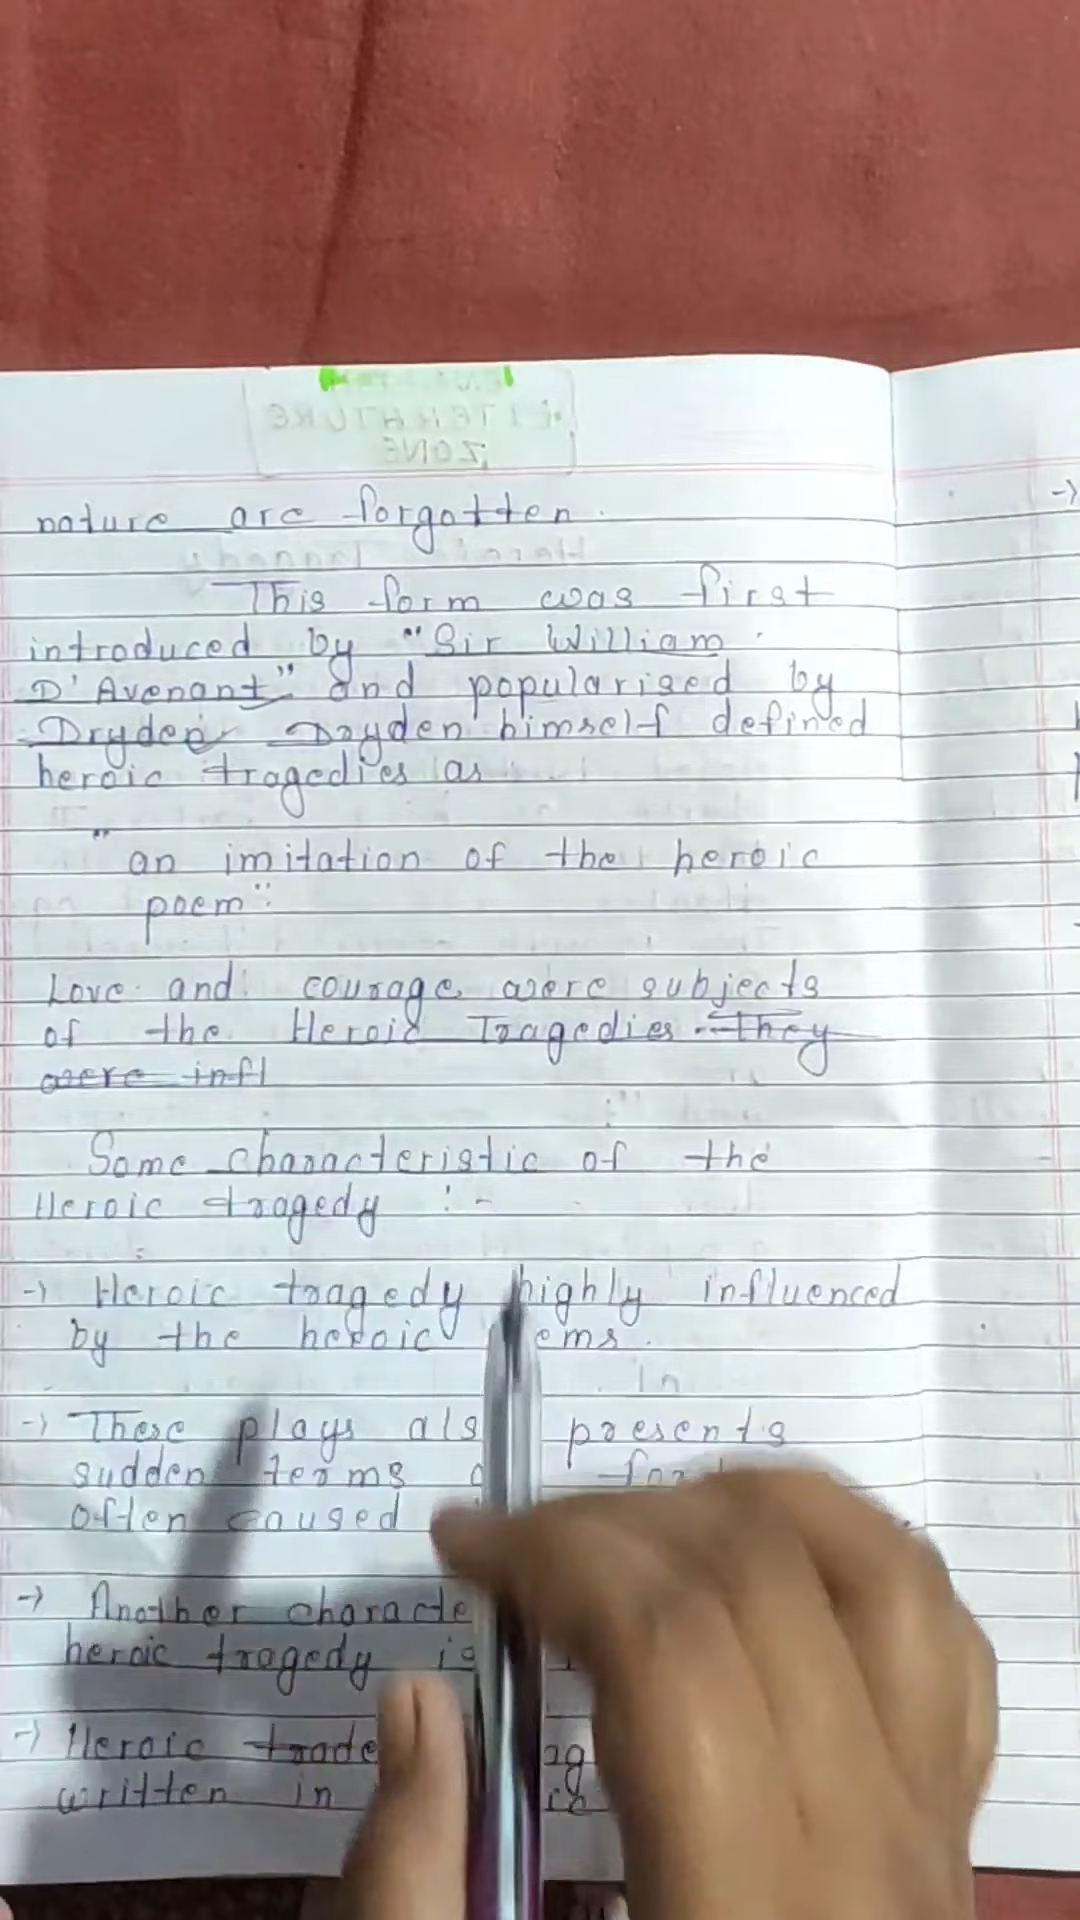 nature are forgotten.
This form was first
introduced by "Sir William
D'Avenant" and popularised by
Dryden Dryden himself defined
heroic tragedies as
"an imitation of the heroic
poem"
Love and courage were subjects
of the Heroic Tragedies. They
were infl
Some characteristic of the
Heroic tragedy :-
-> Heroic tragedy highly influenced
by the heroic
-> These plays presents
sudden terms
often caused
-> Another
heroic tragedy is
-> Heroic
written in